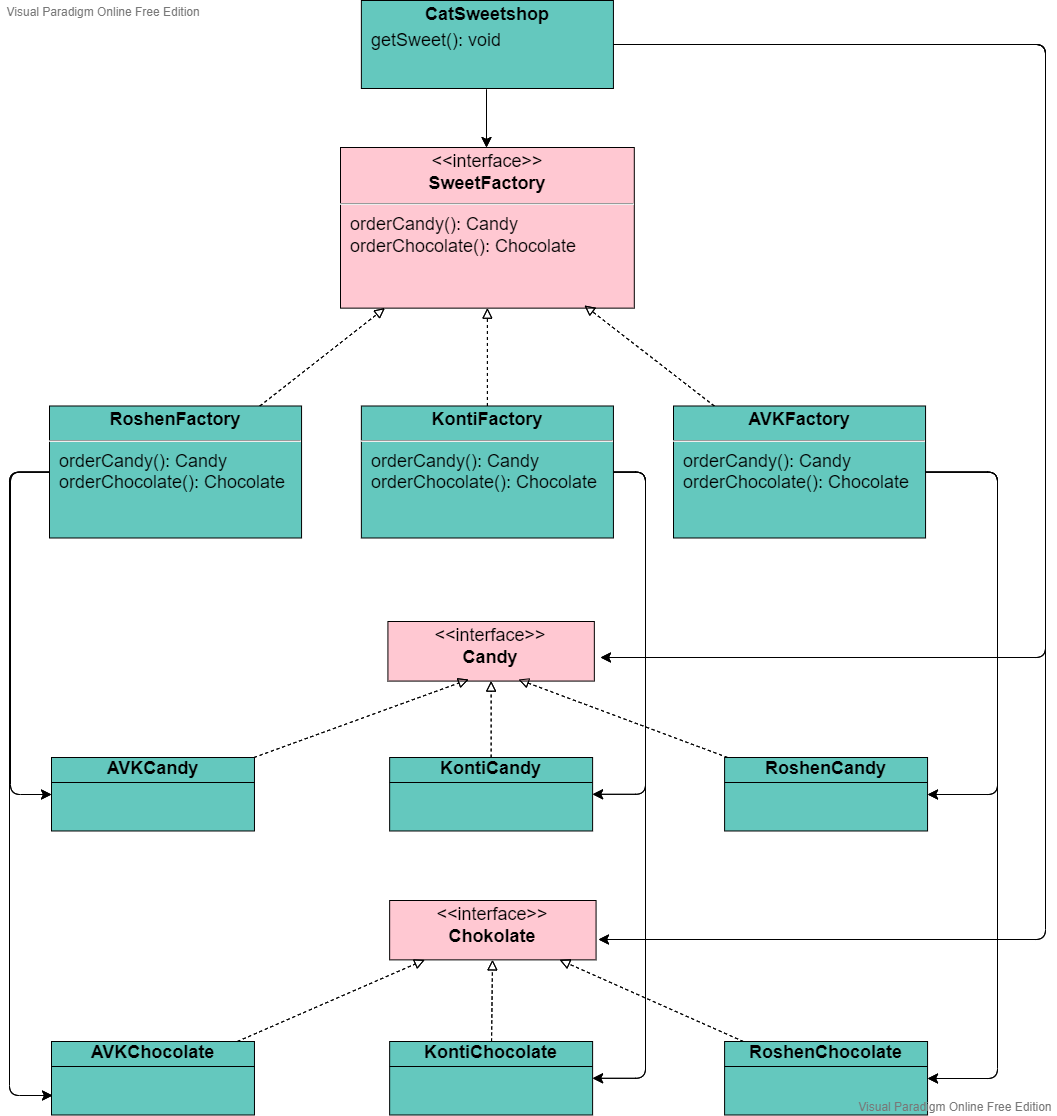 Visual Paradigm Online Free Edition
CatSweetshop
getSweet(): void
<<interface>>
SweetFactory
orderCandy(): Candy
orderChocolate(): Chocolate
RoshenFactory
orderCandy(): Candy
orderChocolate(): Chocolate
KontiFactory
orderCandy(): Candy
orderChocolate(): Chocolate
AVKFactory
orderCandy(): Candy
orderChocolate(): Chocolate
<<interface>>
Candy
AVKCandy
KontiCandy
RoshenCandy
<<interface>>
Chokolate
AVKChocolate
KontiChocolate
RoshenChocolate
Visual Paradigm Online Free Edition